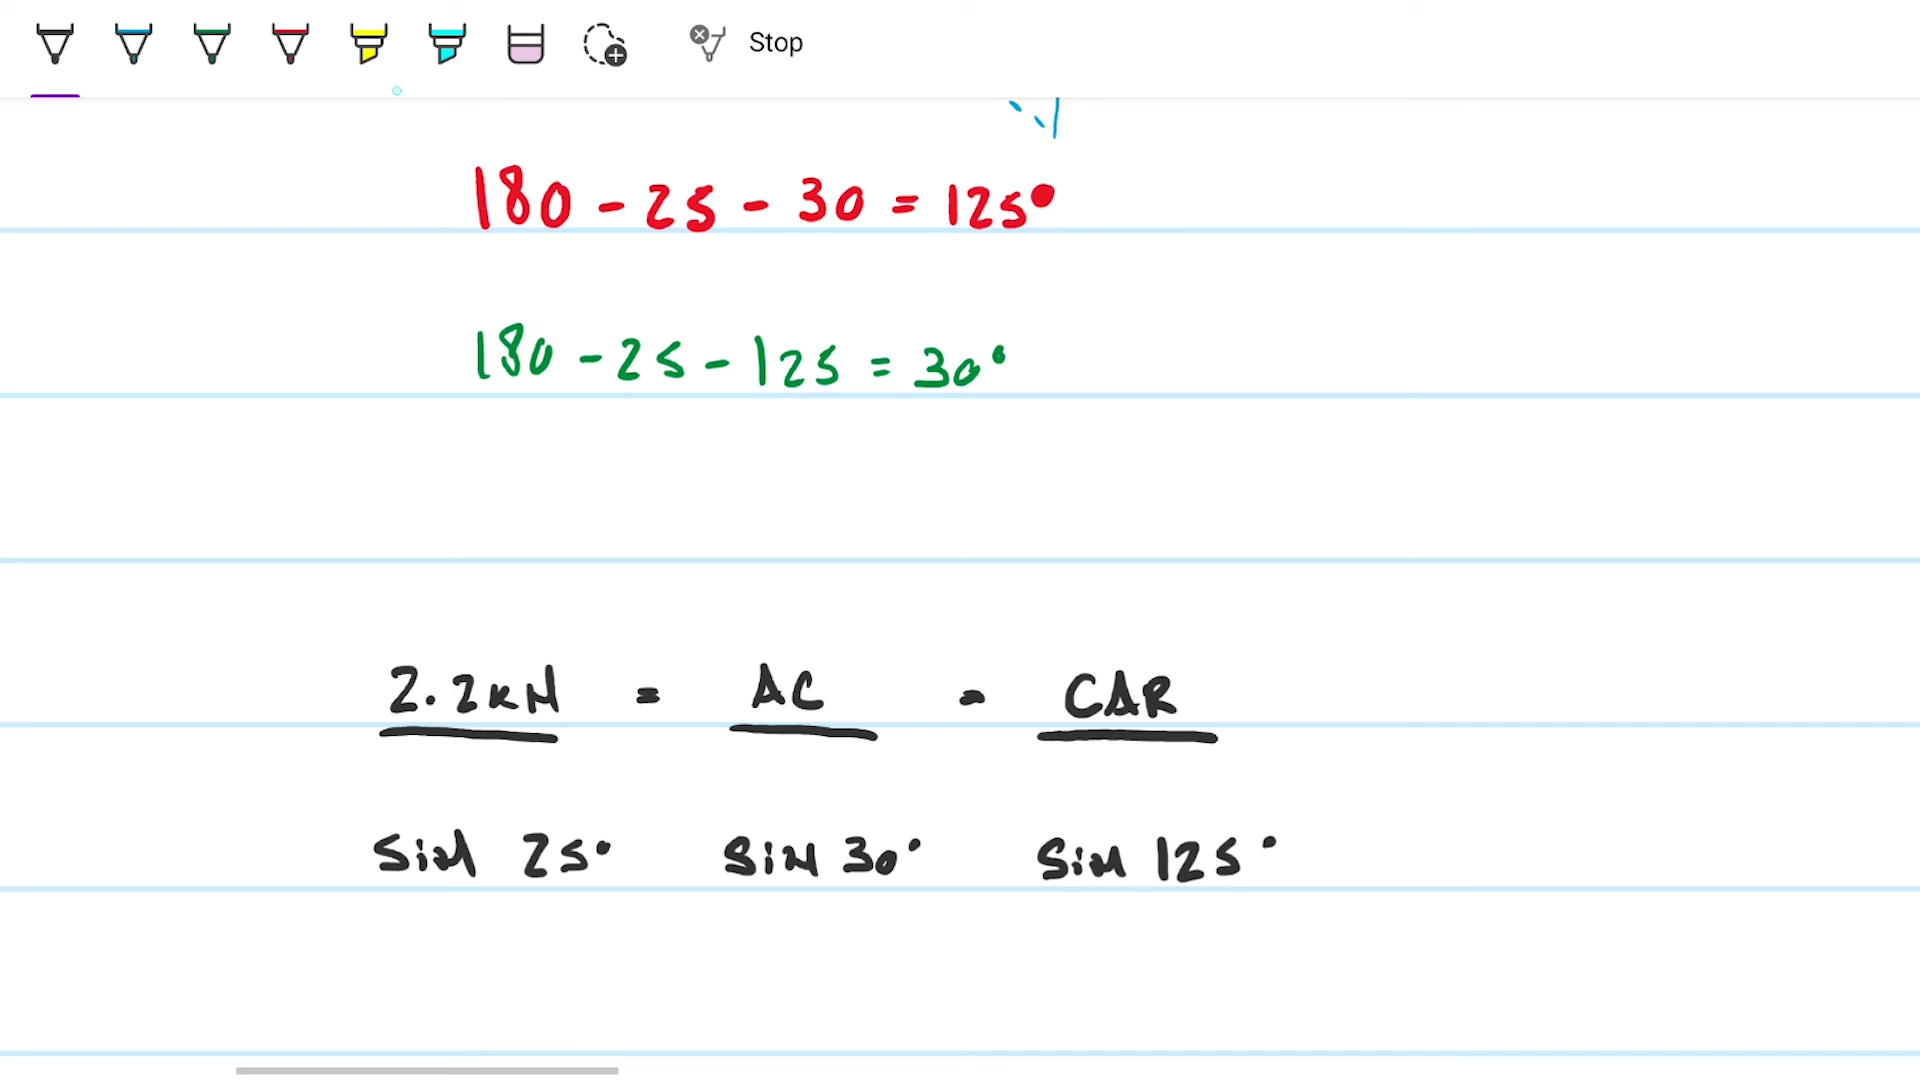 Stop
180 - 25 - 30 = 125°
180 - 25 - 125 = 30°
2.2kN = AC = CAR
sin 25° sin 30° sin 125°